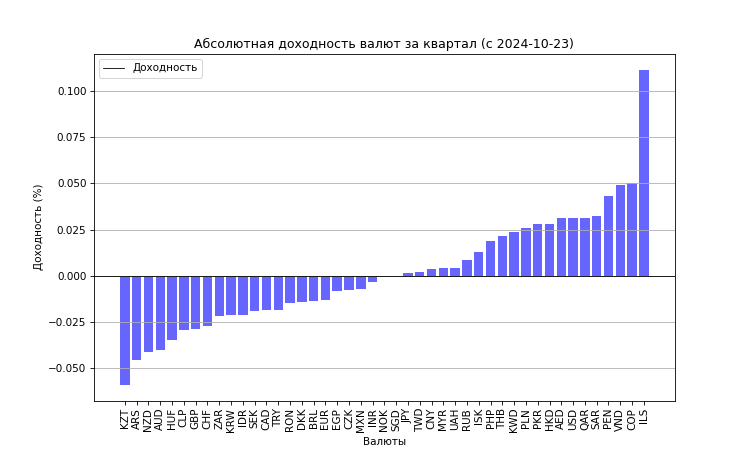 Абсолютная доходность валют за квартал (с 2024-10-23)
Доходность
Доходность (%)
0.100
0.075
0.050
0.025
0.000
−0.025
−0.050
KZT
ARS
NZD
AUD
HUF
CLP
GBP
CHF
ZAR
KRW
IDR
SEK
CAD
TRY
RON
DKK
BRL
EUR
EGP
CZK
MXN
INR
NOK
SGD
JPY
TWD
CNY
MYR
UAH
RUB
ISK
PHP
THB
KWD
PLN
PKR
HKD
AED
USD
QAR
SAR
PEN
VND
COP
ILS
Валюты